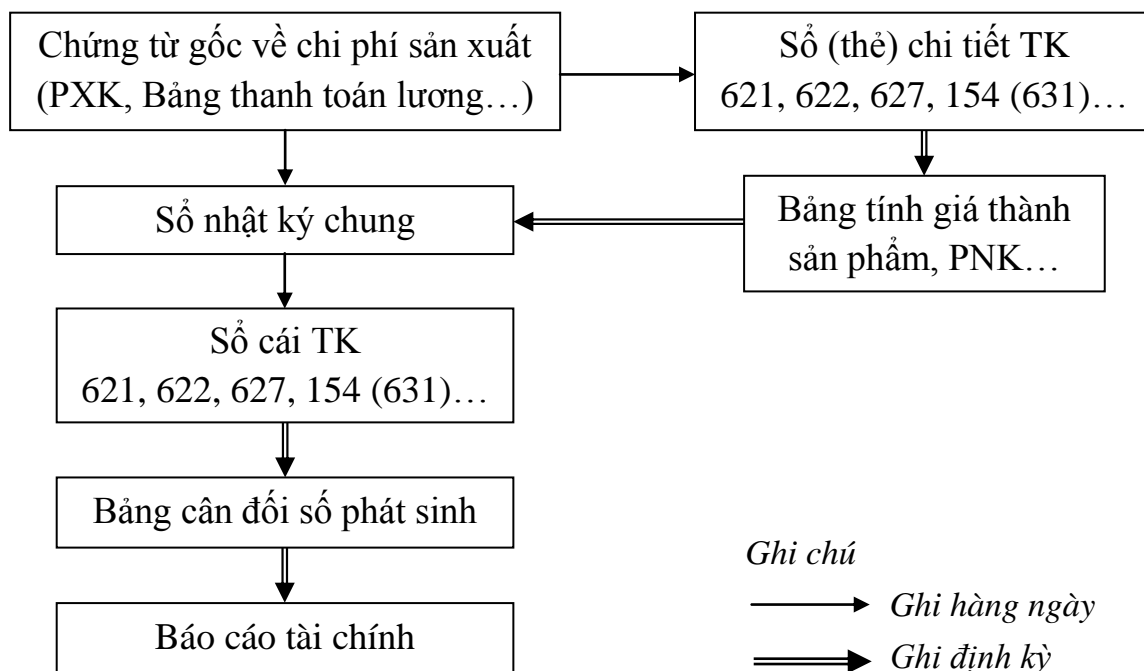 Chứng từ gốc về chi phí sản xuất
(PXK, Bảng thanh toán lương…)
Sổ (thẻ) chi tiết TK
621, 622, 627, 154 (631)…
Sổ nhật ký chung
Bảng tính giá thành
sản phẩm, PNK…
Sổ cái TK
621, 622, 627, 154 (631)…
Bảng cân đối số phát sinh
Báo cáo tài chính
Ghi chú
Ghi hàng ngày
Ghi định kỳ